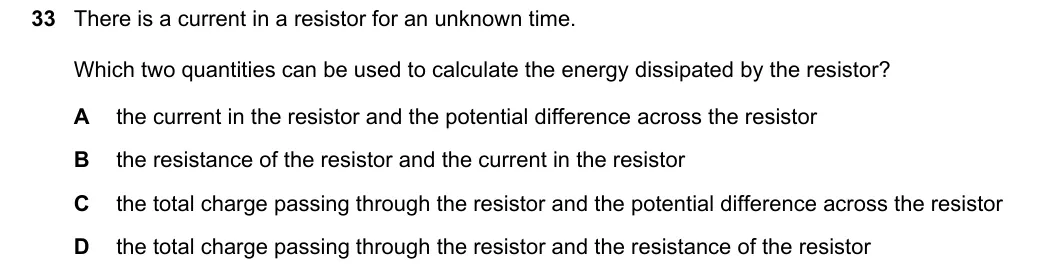 33 There is a current in a resistor for an unknown time.
Which two quantities can be used to calculate the energy dissipated by the resistor?
A the current in the resistor and the potential difference across the resistor
B the resistance of the resistor and the current in the resistor
C the total charge passing through the resistor and the potential difference across the resistor
D the total charge passing through the resistor and the resistance of the resistor